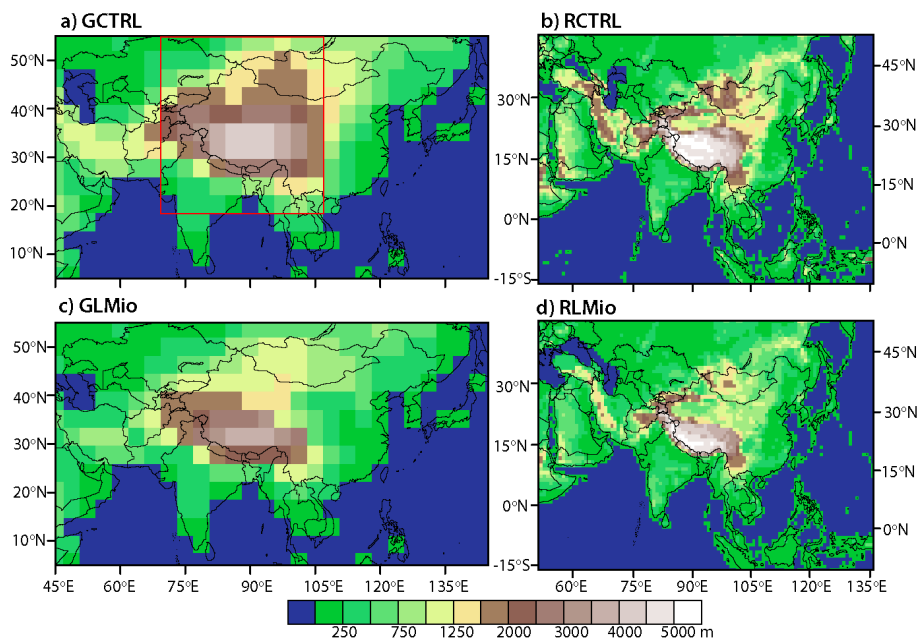 a) GCTRL
b) RCTRL
50°N
40°N
30°N
20°N
10°N
30°N
15°N
0°N
-15°S
45°N
30°N
15°N
0°N
c) GLMio
d) RLMio
50°N
40°N
30°N
20°N
10°N
30°N
15°N
0°N
-15°S
45°N
30°N
15°N
0°N
45°E 60°E 75°E 90°E 105°E 120°E 135°E
60°E 75°E 90°E 105°E 120°E 135°E
250 750 1250 2000 3000 4000 5000 m